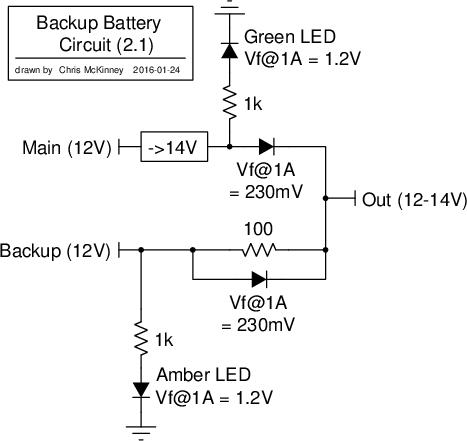 Backup Battery
Circuit (2.1)
drawn by Chris McKinney 2016-01-24
Green LED
Vf@1A = 1.2V
1k
Main (12V)
->14V
Vf@1A
= 230mV
Out (12-14V)
100
Backup (12V)
Vf@1A
= 230mV
1k
Amber LED
Vf@1A = 1.2V